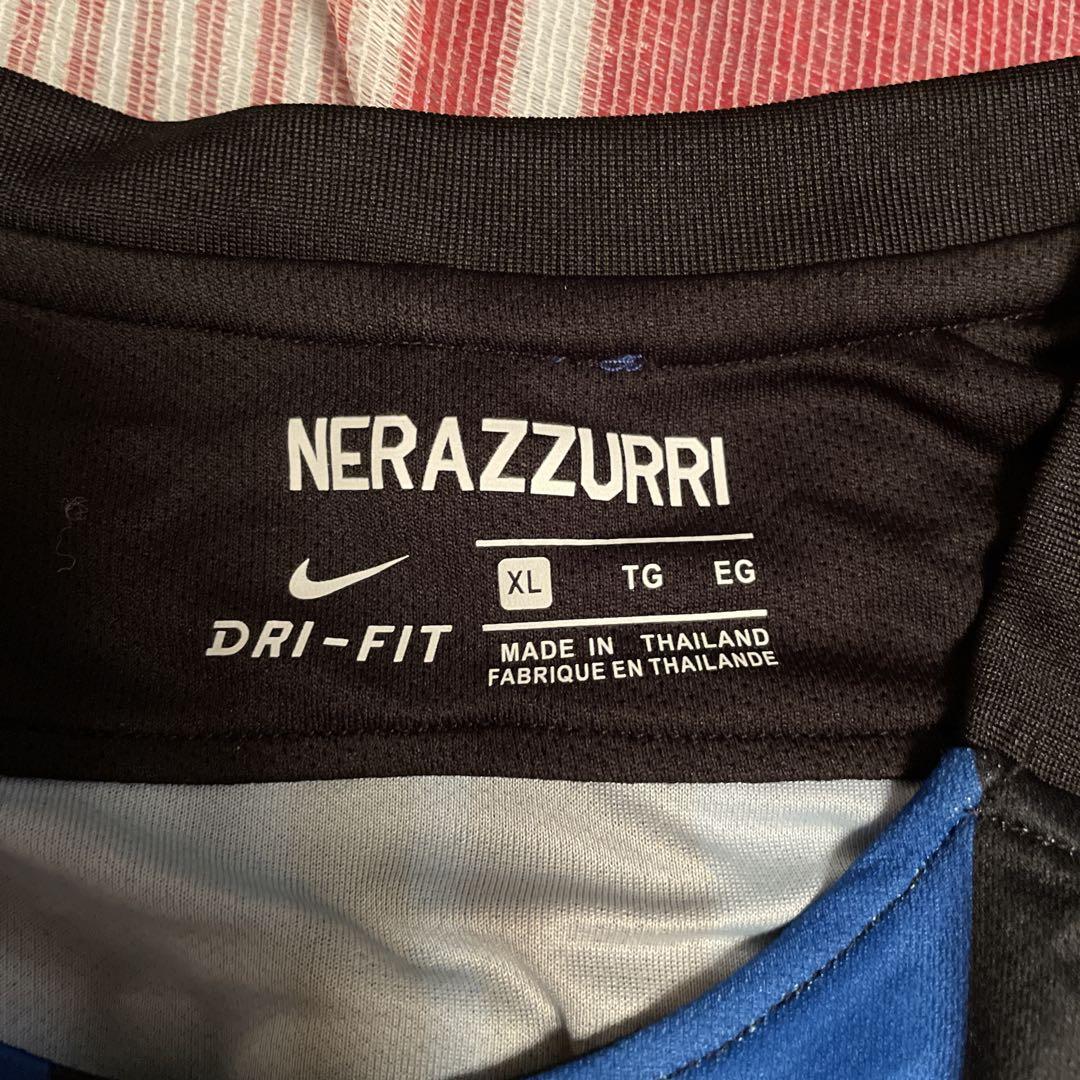 NERAZZURRI
DRI-FIT
XL TG EG
MADE IN THAILAND
FABRIQUE EN THAILANDE